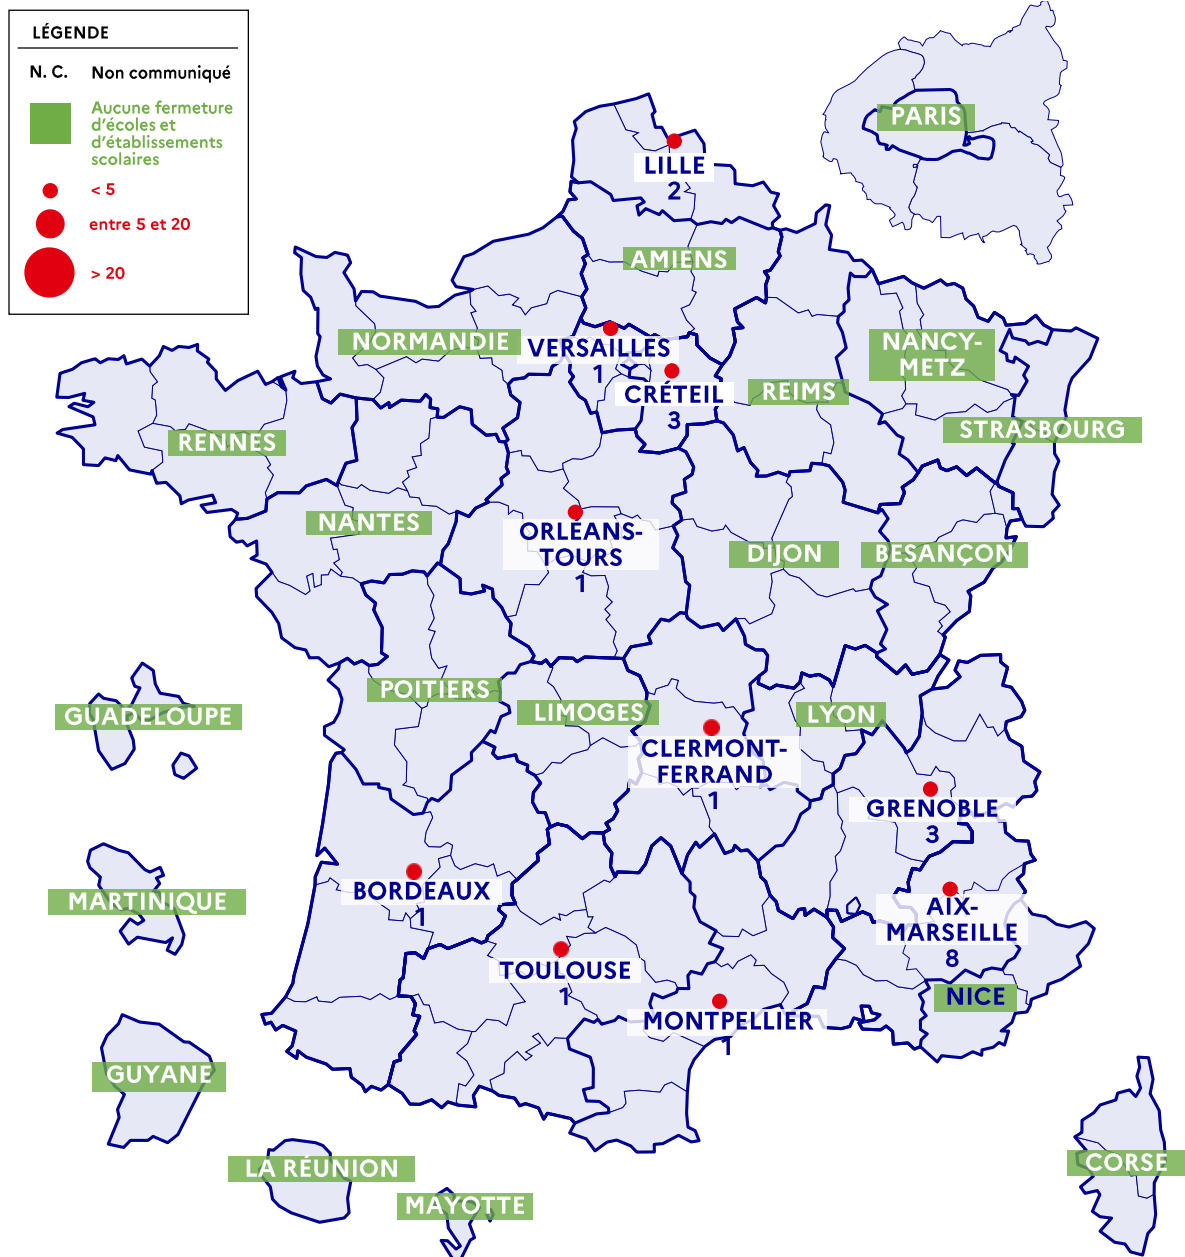 LÉGENDE
N. C. Non communiqué
Aucune fermeture
d'écoles et
d'établissements
scolaires
< 5
entre 5 et 20
> 20
PARIS
LILLE
2
AMIENS
NORMANDIE
VERSAILLES
1
NANCY-
METZ
CRÉTEIL
3
REIMS
STRASBOURG
RENNES
NANTES
ORLÉANS-
TOURS
1
DIJON
BESANÇON
POITIERS
LIMOGES
LYON
GUADELOUPE
CLERMONT-
FERRAND
1
GRENOBLE
3
BORDEAUX
1
MARTINIQUE
AIX-
MARSEILLE
8
TOULOUSE
1
NICE
MONTPELLIER
1
GUYANE
LA RÉUNION
CORSE
MAYOTTE